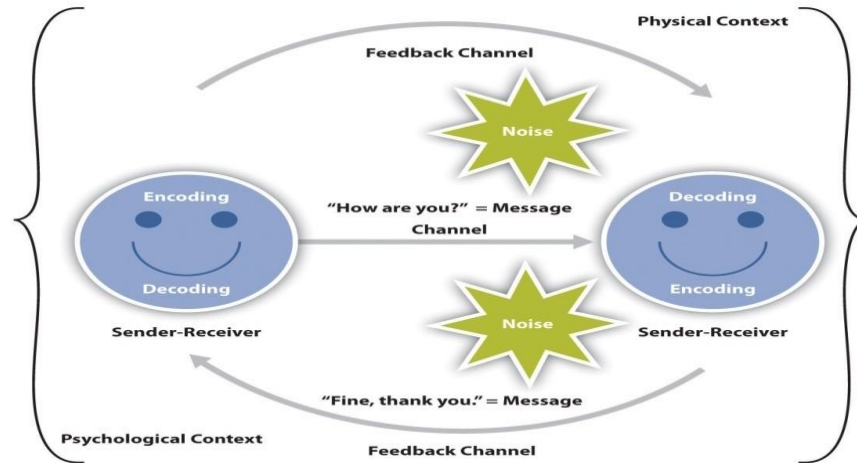 Physical Context
Feedback Channel
Noise
Encoding
Decoding
"How are you?" = Message
Channel
Decoding
Encoding
Noise
Sender-Receiver
Sender-Receiver
"Fine, thank you."= Message
Psychological Context
Feedback Channel